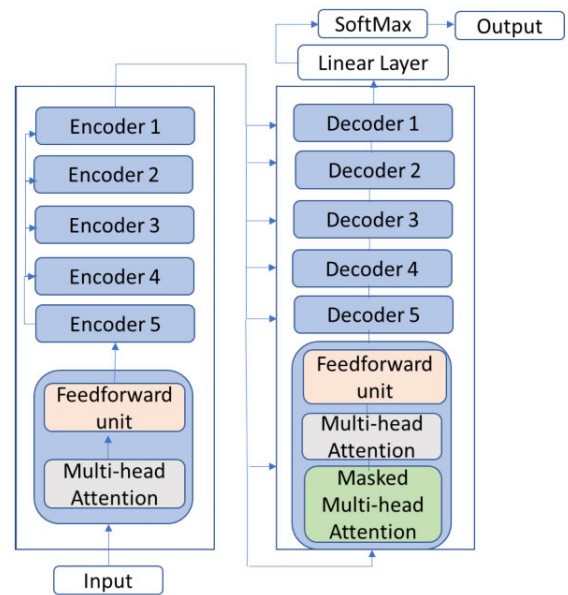 SoftMax
Output
Linear Layer
Encoder 1
Encoder 2
Encoder 3
Encoder 4
Encoder 5
Feedforward
unit
Multi-head
Attention
Input
Decoder 1
Decoder 2
Decoder 3
Decoder 4
Decoder 5
Feedforward
unit
Multi-head
Attention
Masked
Multi-head
Attention